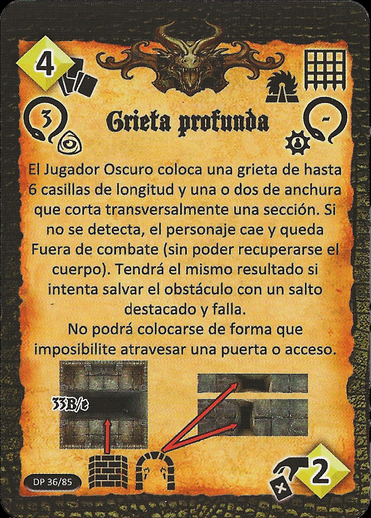 4
3
Grieta profunda
-
El Jugador Oscuro coloca una grieta de hasta
6 casillas de longitud y una o dos de anchura
que corta transversalmente una sección. Si
no se detecta, el personaje cae y queda
Fuera de combate (sin poder recuperarse el
cuerpo). Tendrá el mismo resultado si
intenta salvar el obstáculo con un salto
destacado y falla.
No podrá colocarse de forma que
imposibilite atravesar una puerta o acceso.
33B/t
DP 36/85
2